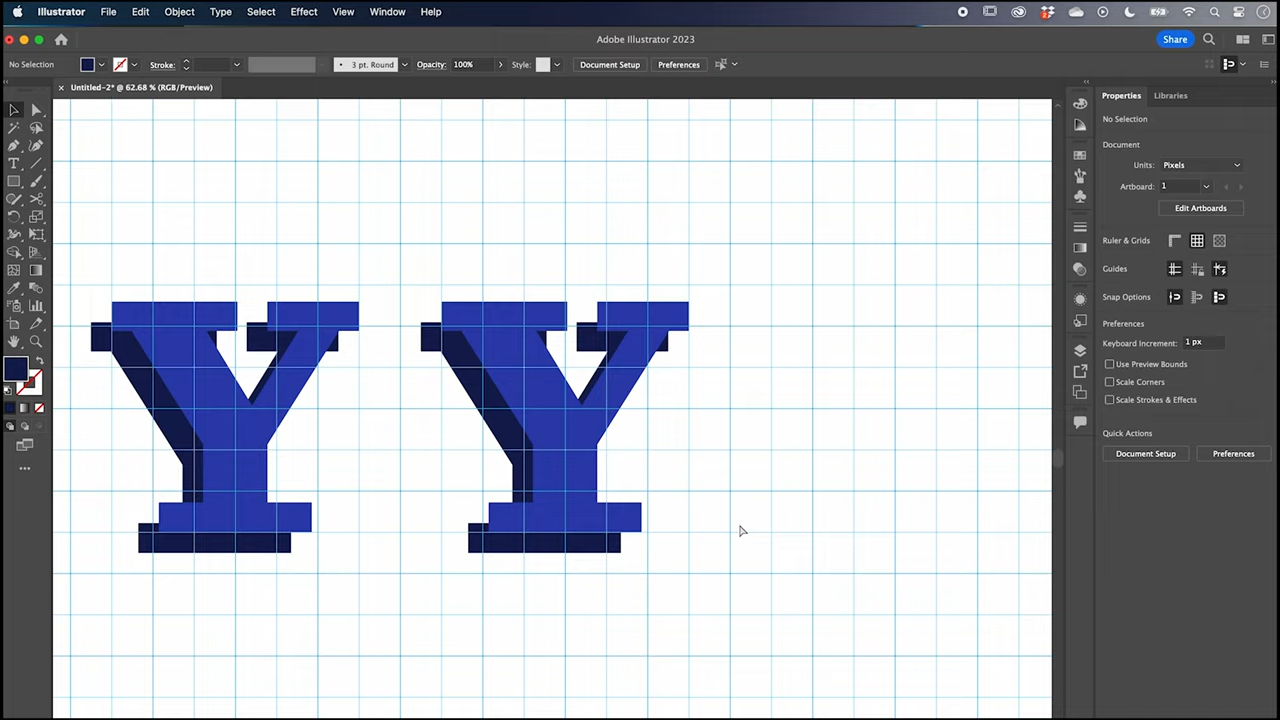 Illustrator File Edit Object Type Select Effect View Window Help
Adobe Illustrator 2023
Share
No Selection Stroke: 3 pt. Round Opacity: 100% Style: Document Setup Preferences
× Untitled-2* @ 62.68 % (RGB/Preview)
Properties Libraries
No Selection
Document
Units: Pixels
Artboard: 1
Edit Artboards
Ruler & Grids
Guides
Snap Options
Preferences
Keyboard Increment: 1 px
Use Preview Bounds
Scale Corners
Scale Strokes & Effects
Quick Actions
Document Setup Preferences
Y Y